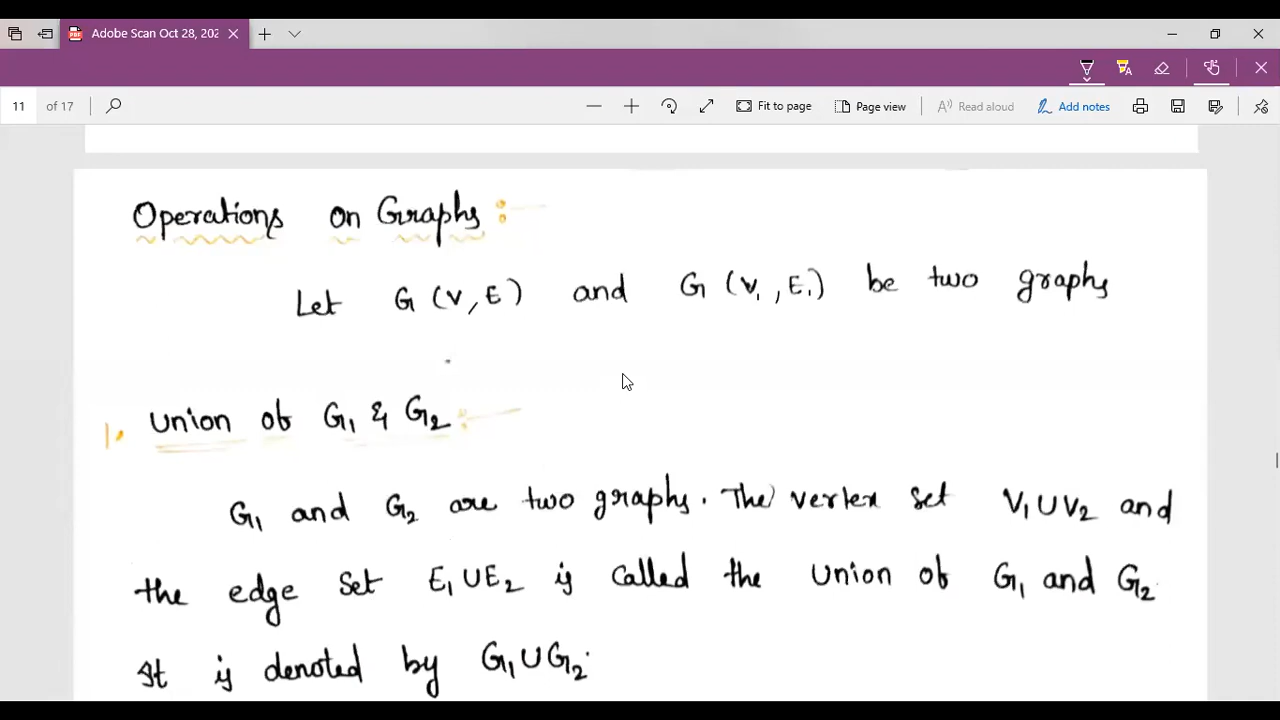 Adobe Scan Oct 28, 202
11 of 17
Fit to page
Page view
Read aloud
Add notes
Operations on Graphs :-
Let G (V, E) and G (V₁, E₁) be two graphs
1. Union of G₁ & G₂ :-
G₁ and G₂ are two graphs. The vertex set V₁∪V₂ and
the edge set E₁∪E₂ is called the union of G₁ and G₂.
It is denoted by G₁∪G₂.